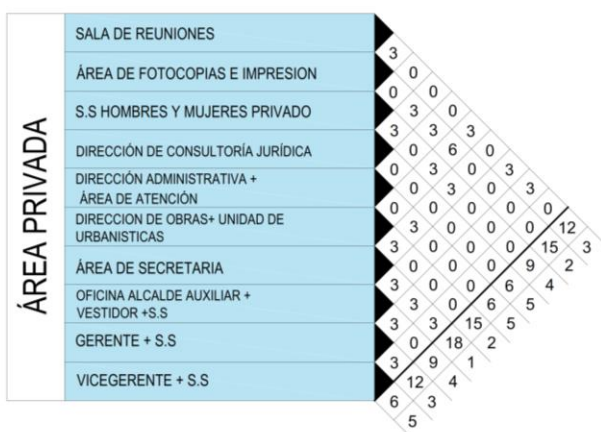 ÁREA PRIVADA
SALA DE REUNIONES
ÁREA DE FOTOCOPIAS E IMPRESION
S.S HOMBRES Y MUJERES PRIVADO
DIRECCIÓN DE CONSULTORÍA JURÍDICA
DIRECCIÓN ADMINISTRATIVA +
ÁREA DE ATENCIÓN
DIRECCION DE OBRAS+ UNIDAD DE
URBANISTICAS
ÁREA DE SECRETARIA
OFICINA ALCALDE AUXILIAR +
VESTIDOR +S.S
GERENTE + S.S
VICEGERENTE + S.S
3
0
0 0
3 0
3 3 3
0 6 0
0 3 0 3
0 3 0 3
0 0 0 0 0
3 0 0 0 12
3 0 0 0 15 3
0 0 0 9 2
3 0 0 6 4
3 0 6 5
3 3 15 5
0 18 2
3 9 1
12 4
6 3
5